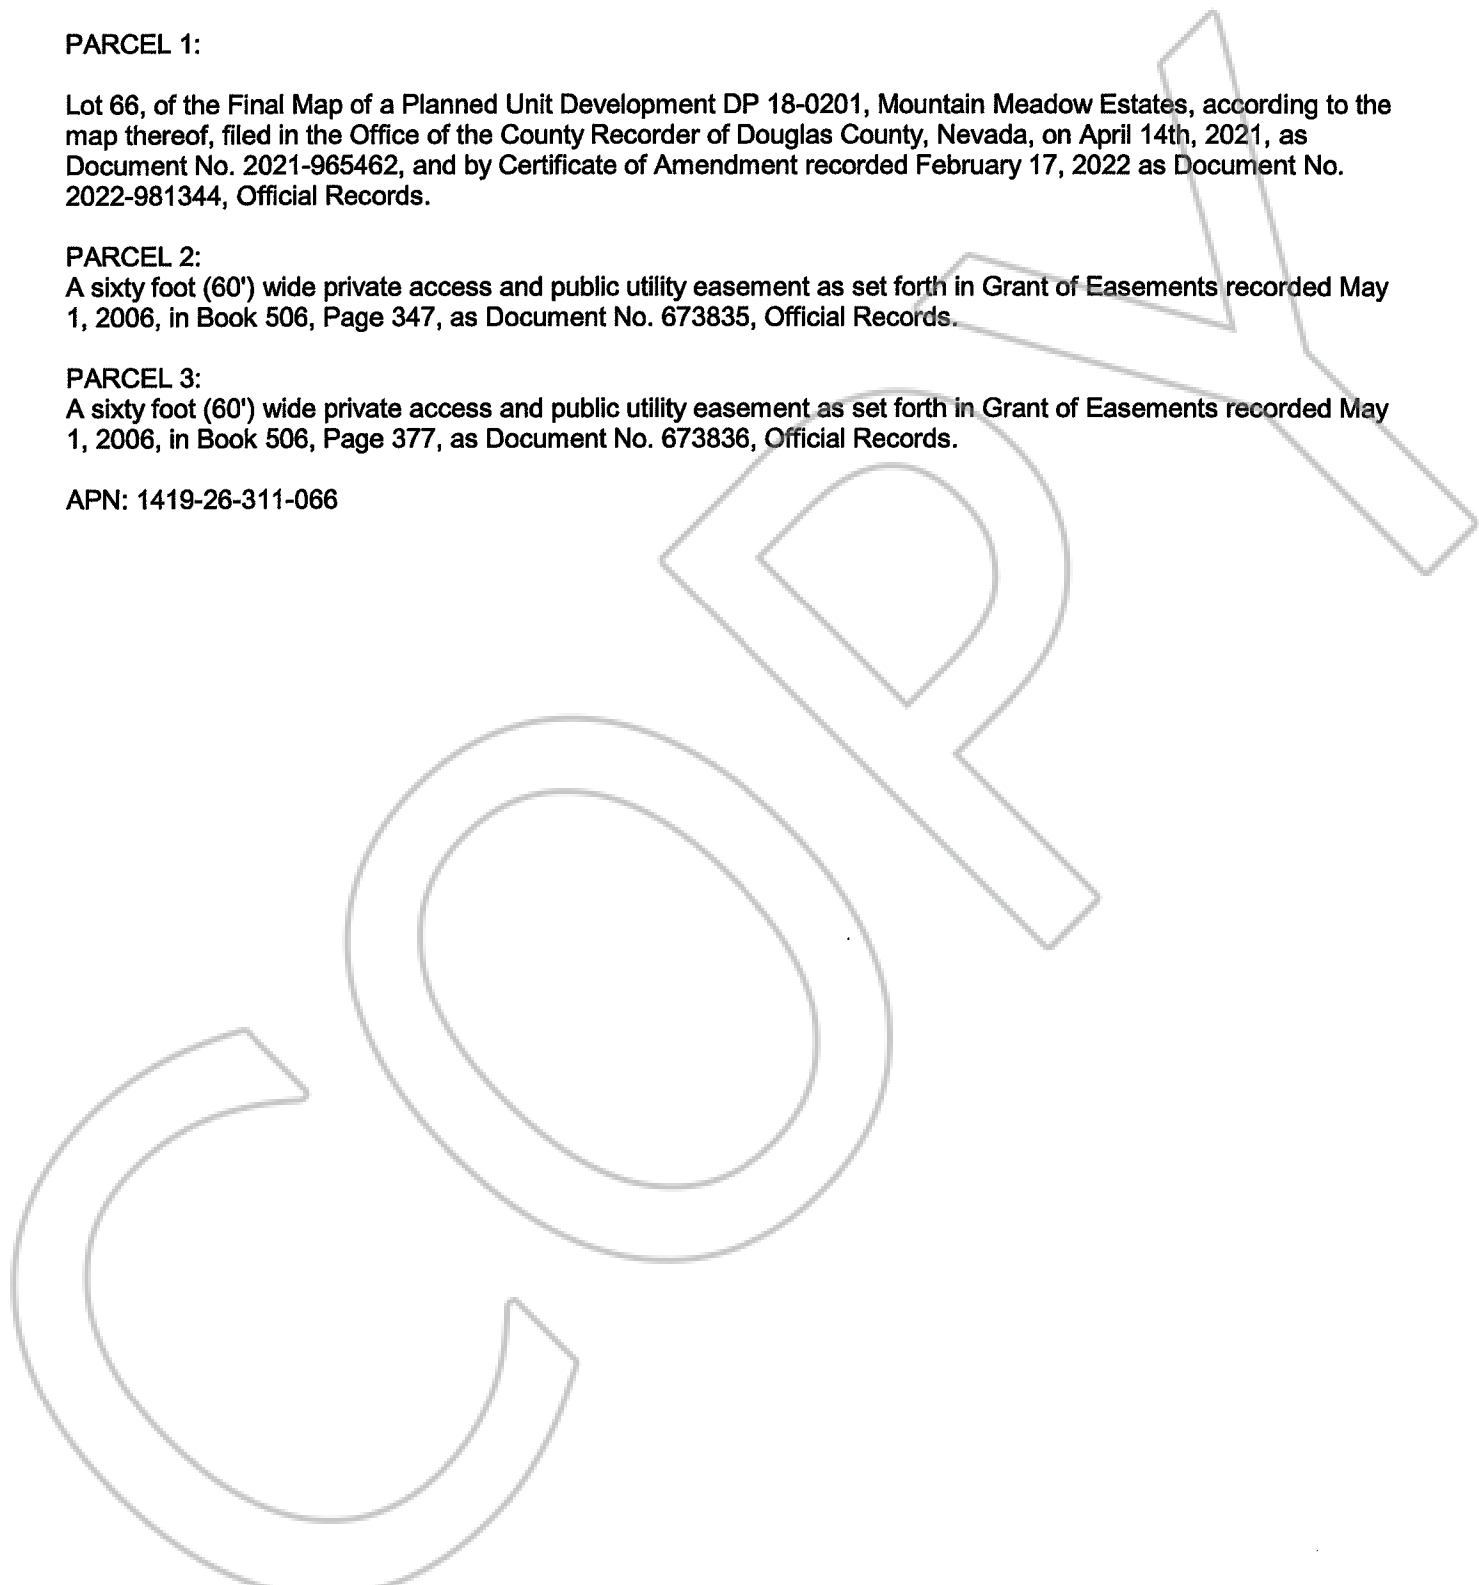 PARCEL 1:
Lot 66, of the Final Map of a Planned Unit Development DP 18-0201, Mountain Meadow Estates, according to the
map thereof, filed in the Office of the County Recorder of Douglas County, Nevada, on April 14th, 2021, as
Document No. 2021-965462, and by Certificate of Amendment recorded February 17, 2022 as Document No.
2022-981344, Official Records.
PARCEL 2:
A sixty foot (60') wide private access and public utility easement as set forth in Grant of Easements recorded May
1, 2006, in Book 506, Page 347, as Document No. 673835, Official Records.
PARCEL 3:
A sixty foot (60') wide private access and public utility easement as set forth in Grant of Easements recorded May
1, 2006, in Book 506, Page 377, as Document No. 673836, Official Records.
APN: 1419-26-311-066
COPY